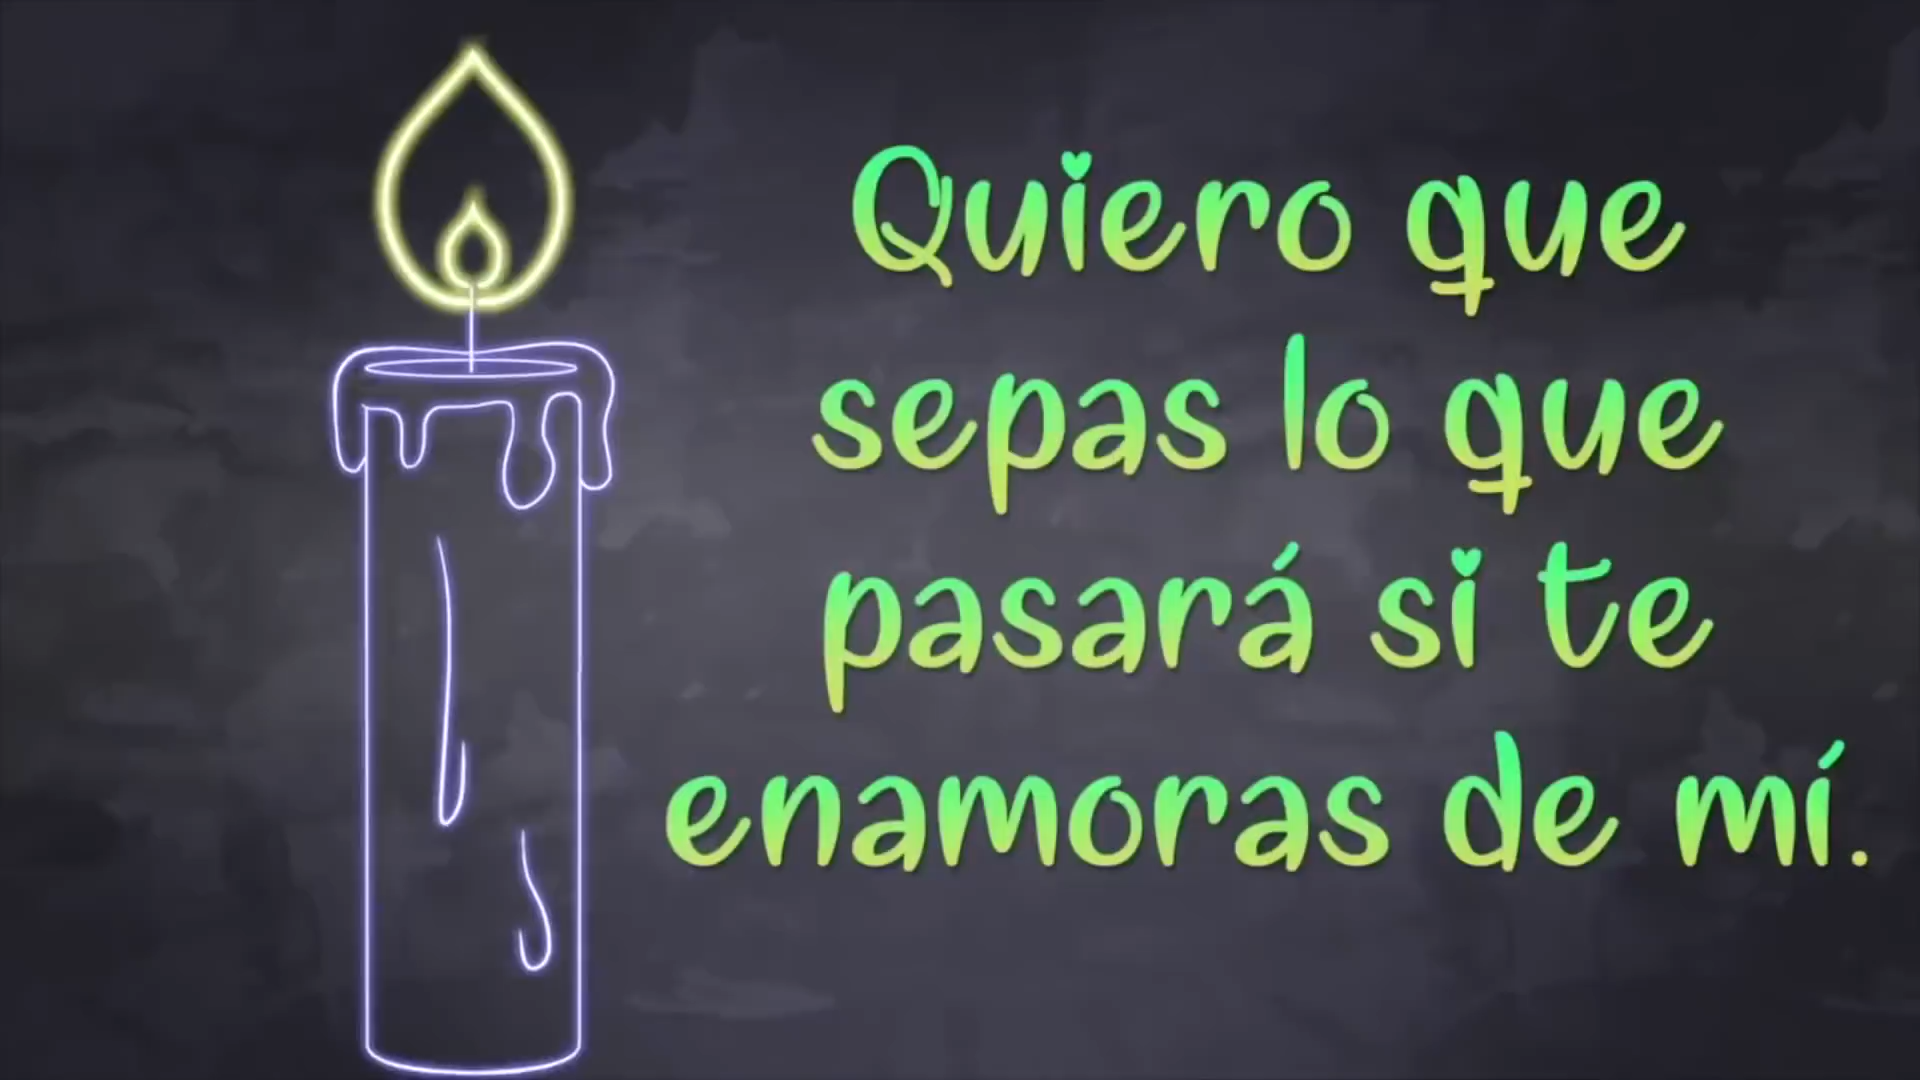 Quiero que
sepas lo que
pasará si te
enamoras de mí.